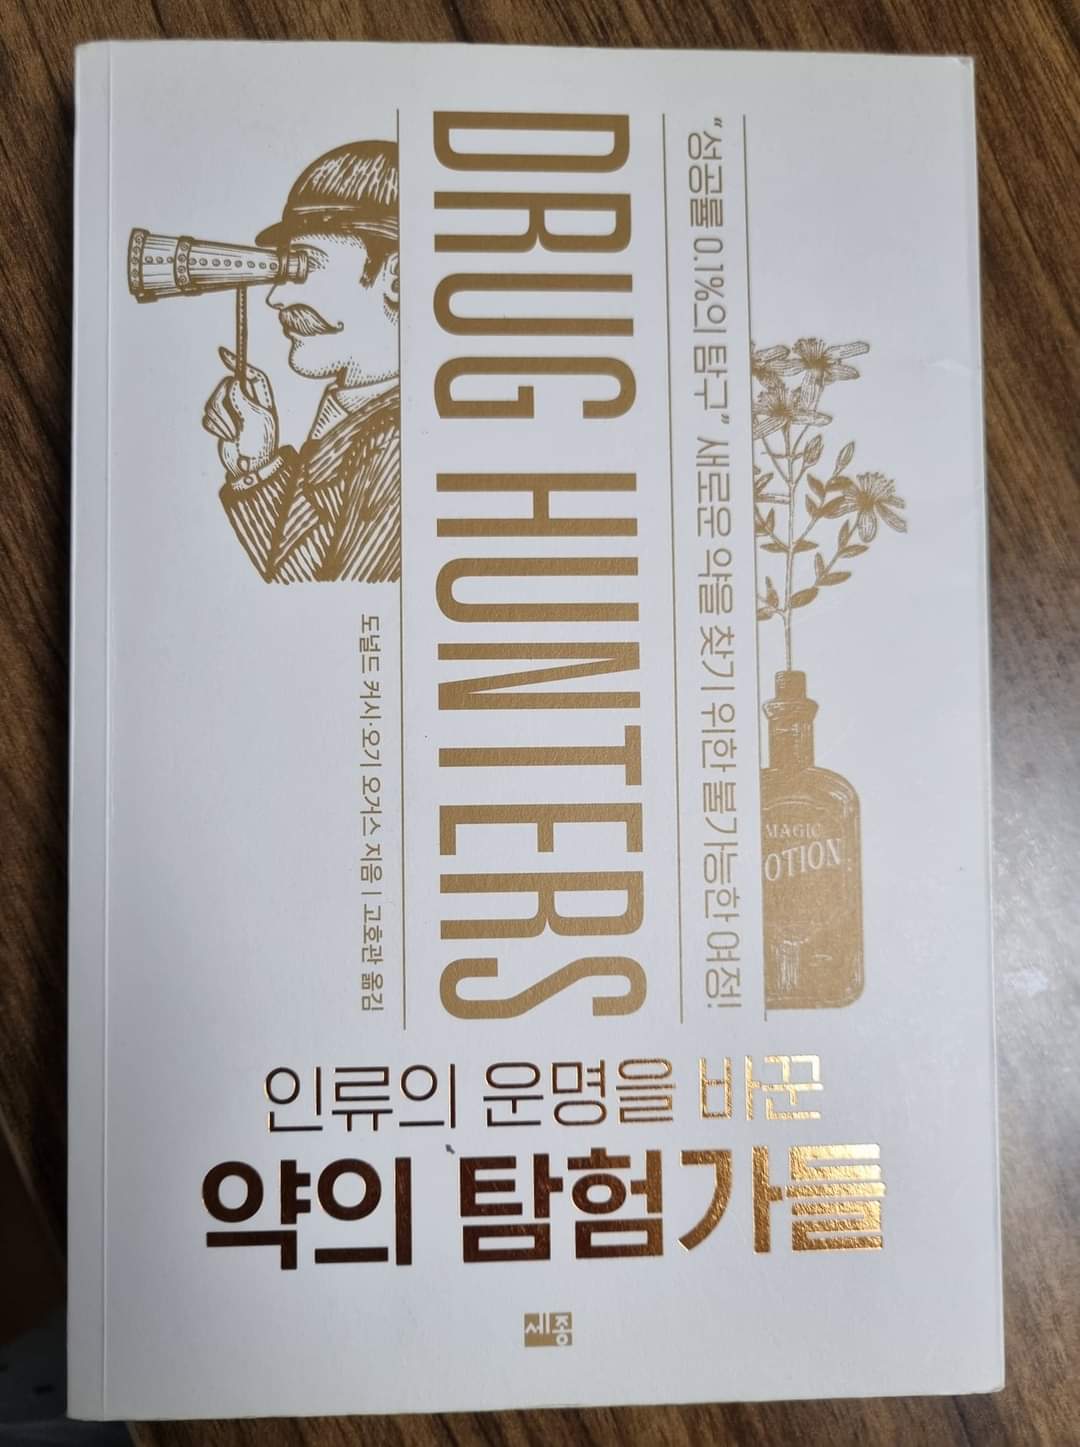 "성공률 0.1%의 탐구" 새로운 약을 찾기 위한 불가능한 여정!
DRUG HUNTERS
도널드 커시·오기 오거스 지음 | 고호관 옮김
MAGIC
OTION
인류의 운명을 바꾼
약의 탐험가들
세종